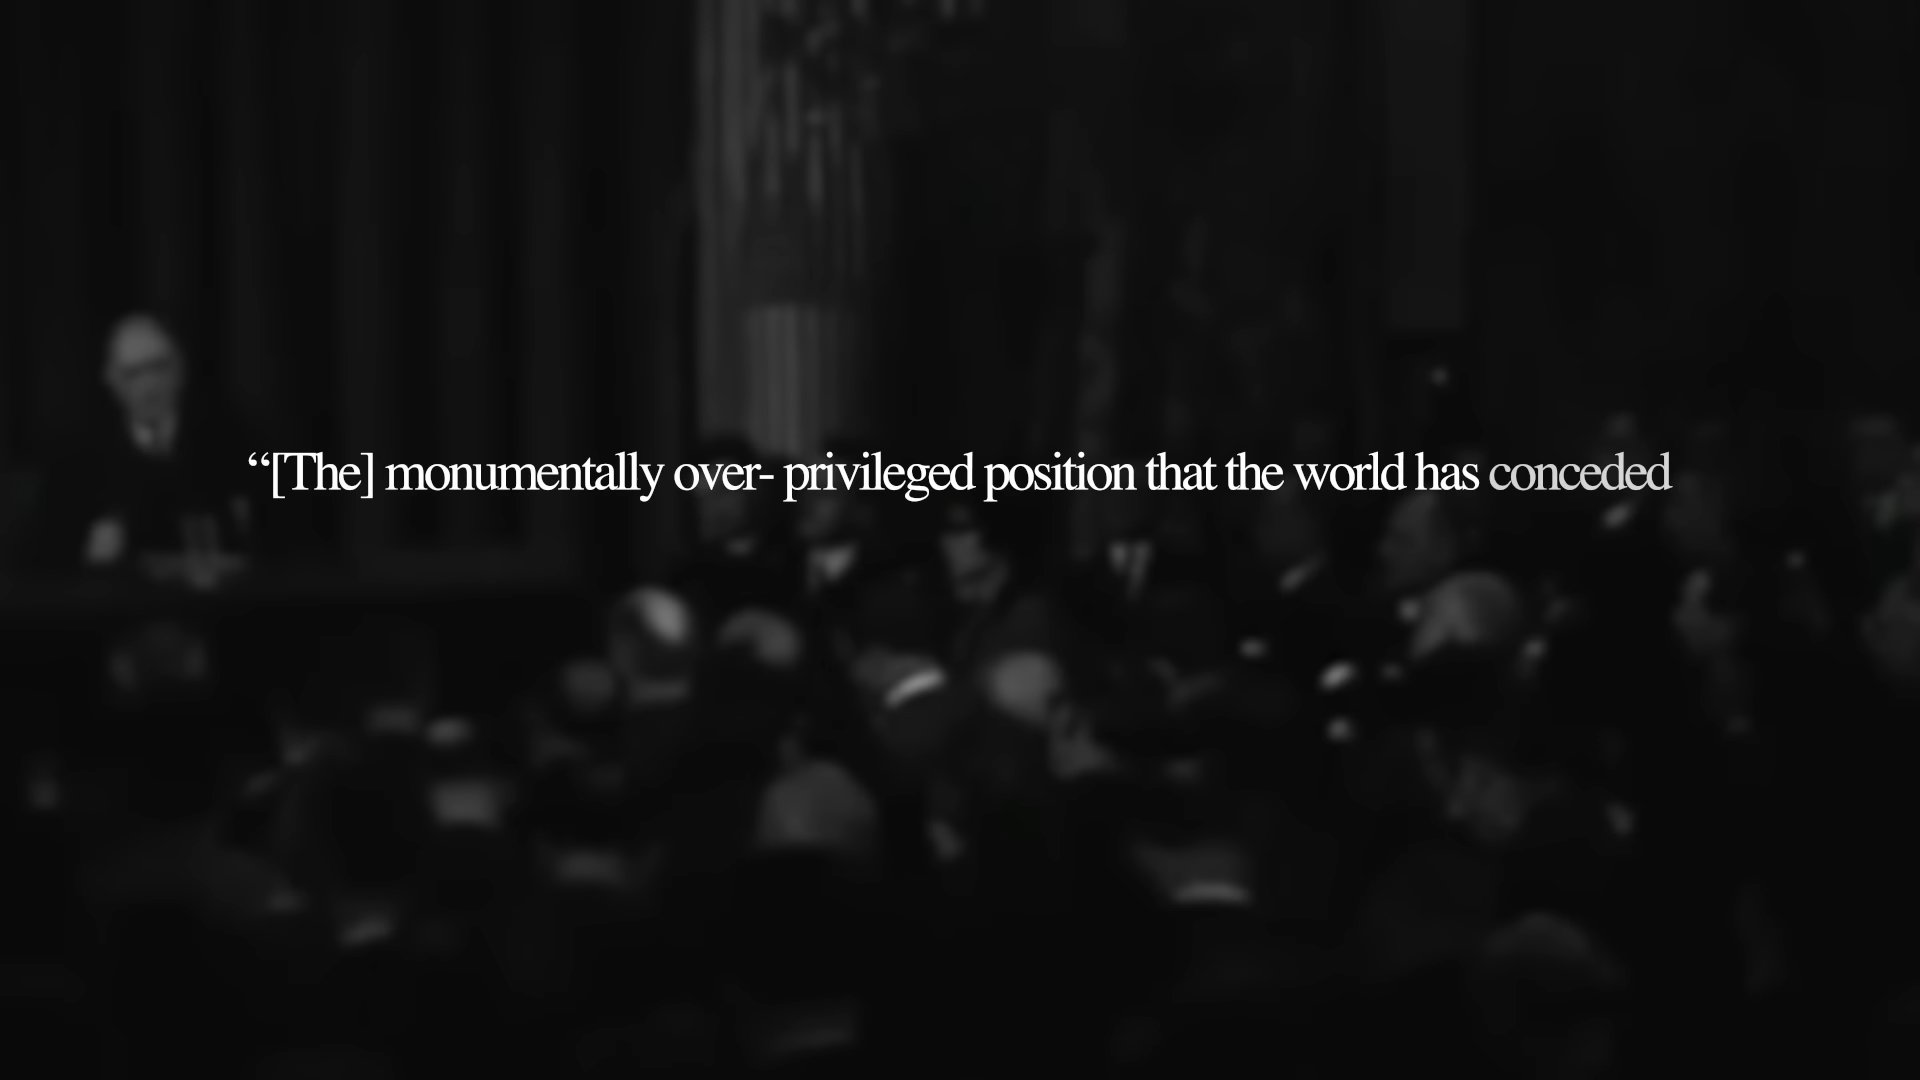 “[The] monumentally over- privileged position that the world has conceded